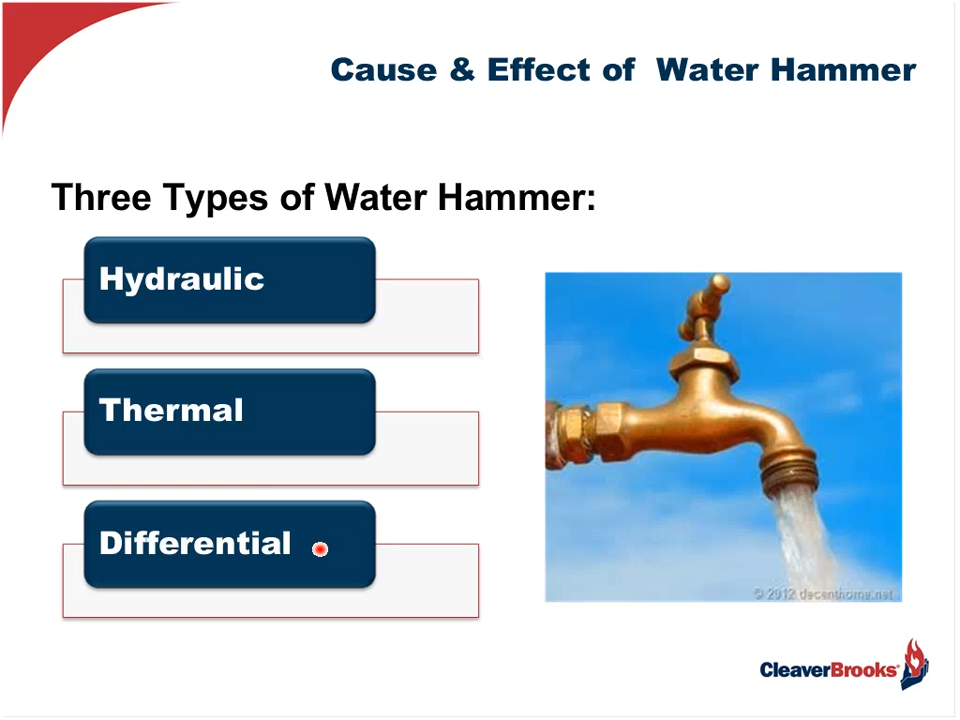 Cause & Effect of Water Hammer
Three Types of Water Hammer:
Hydraulic
Thermal
Differential
© 2012 decenthome.net
CleaverBrooks®